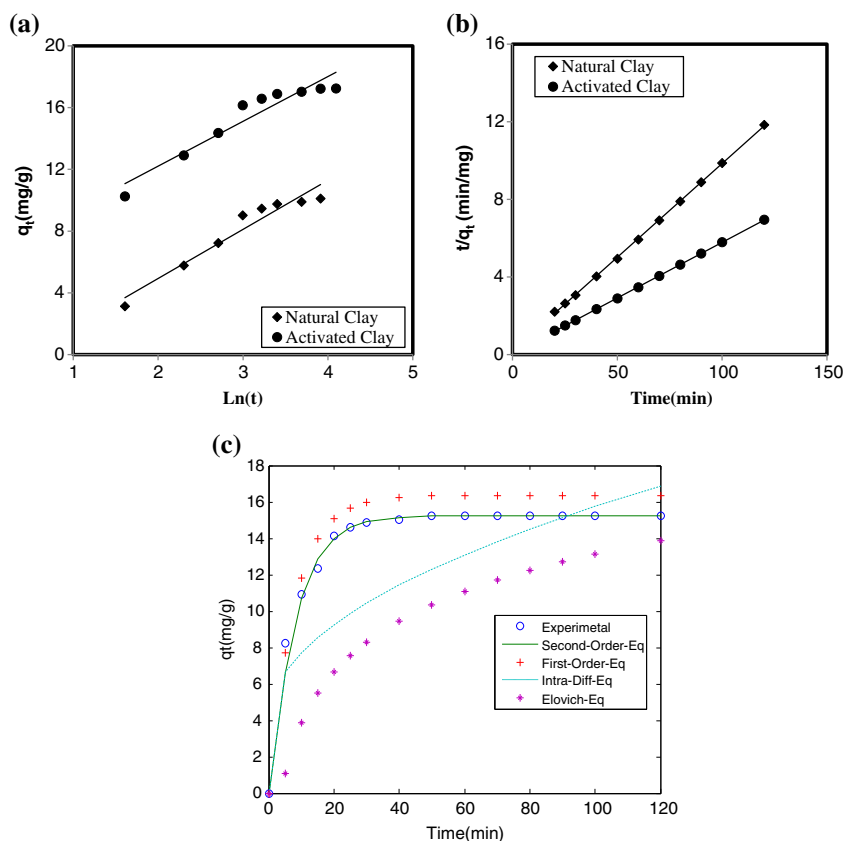 (a)
20
16
12
8
4
0
qt(mg/g)
Natural Clay
Activated Clay
1 2 3 4 5
Ln(t)
(b)
16
12
8
4
0
t/qt (min/mg)
Natural Clay
Activated Clay
0 50 100 150
Time(min)
(c)
18
16
14
12
10
8
6
4
2
0
qt(mg/g)
Experimetal
Second-Order-Eq
First-Order-Eq
Intra-Diff-Eq
Elovich-Eq
0 20 40 60 80 100 120
Time(min)